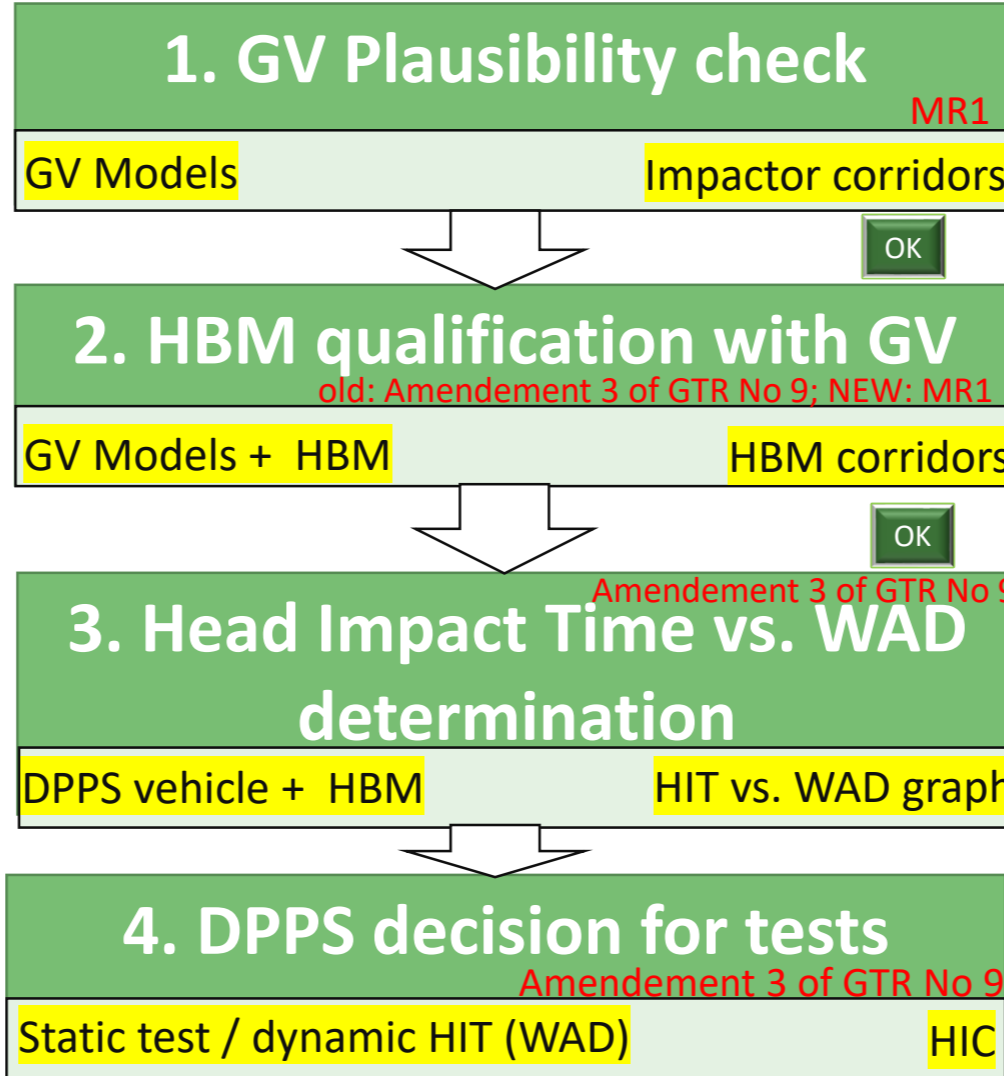 1. GV Plausibility check
MR1
GV Models Impactor corridors
OK
2. HBM qualification with GV
old: Amendement 3 of GTR No 9; NEW: MR1
GV Models + HBM HBM corridors
OK
Amendement 3 of GTR No 9
3. Head Impact Time vs. WAD
determination
DPPS vehicle + HBM HIT vs. WAD graph
4. DPPS decision for tests
Amendement 3 of GTR No 9
Static test / dynamic HIT (WAD) HIC